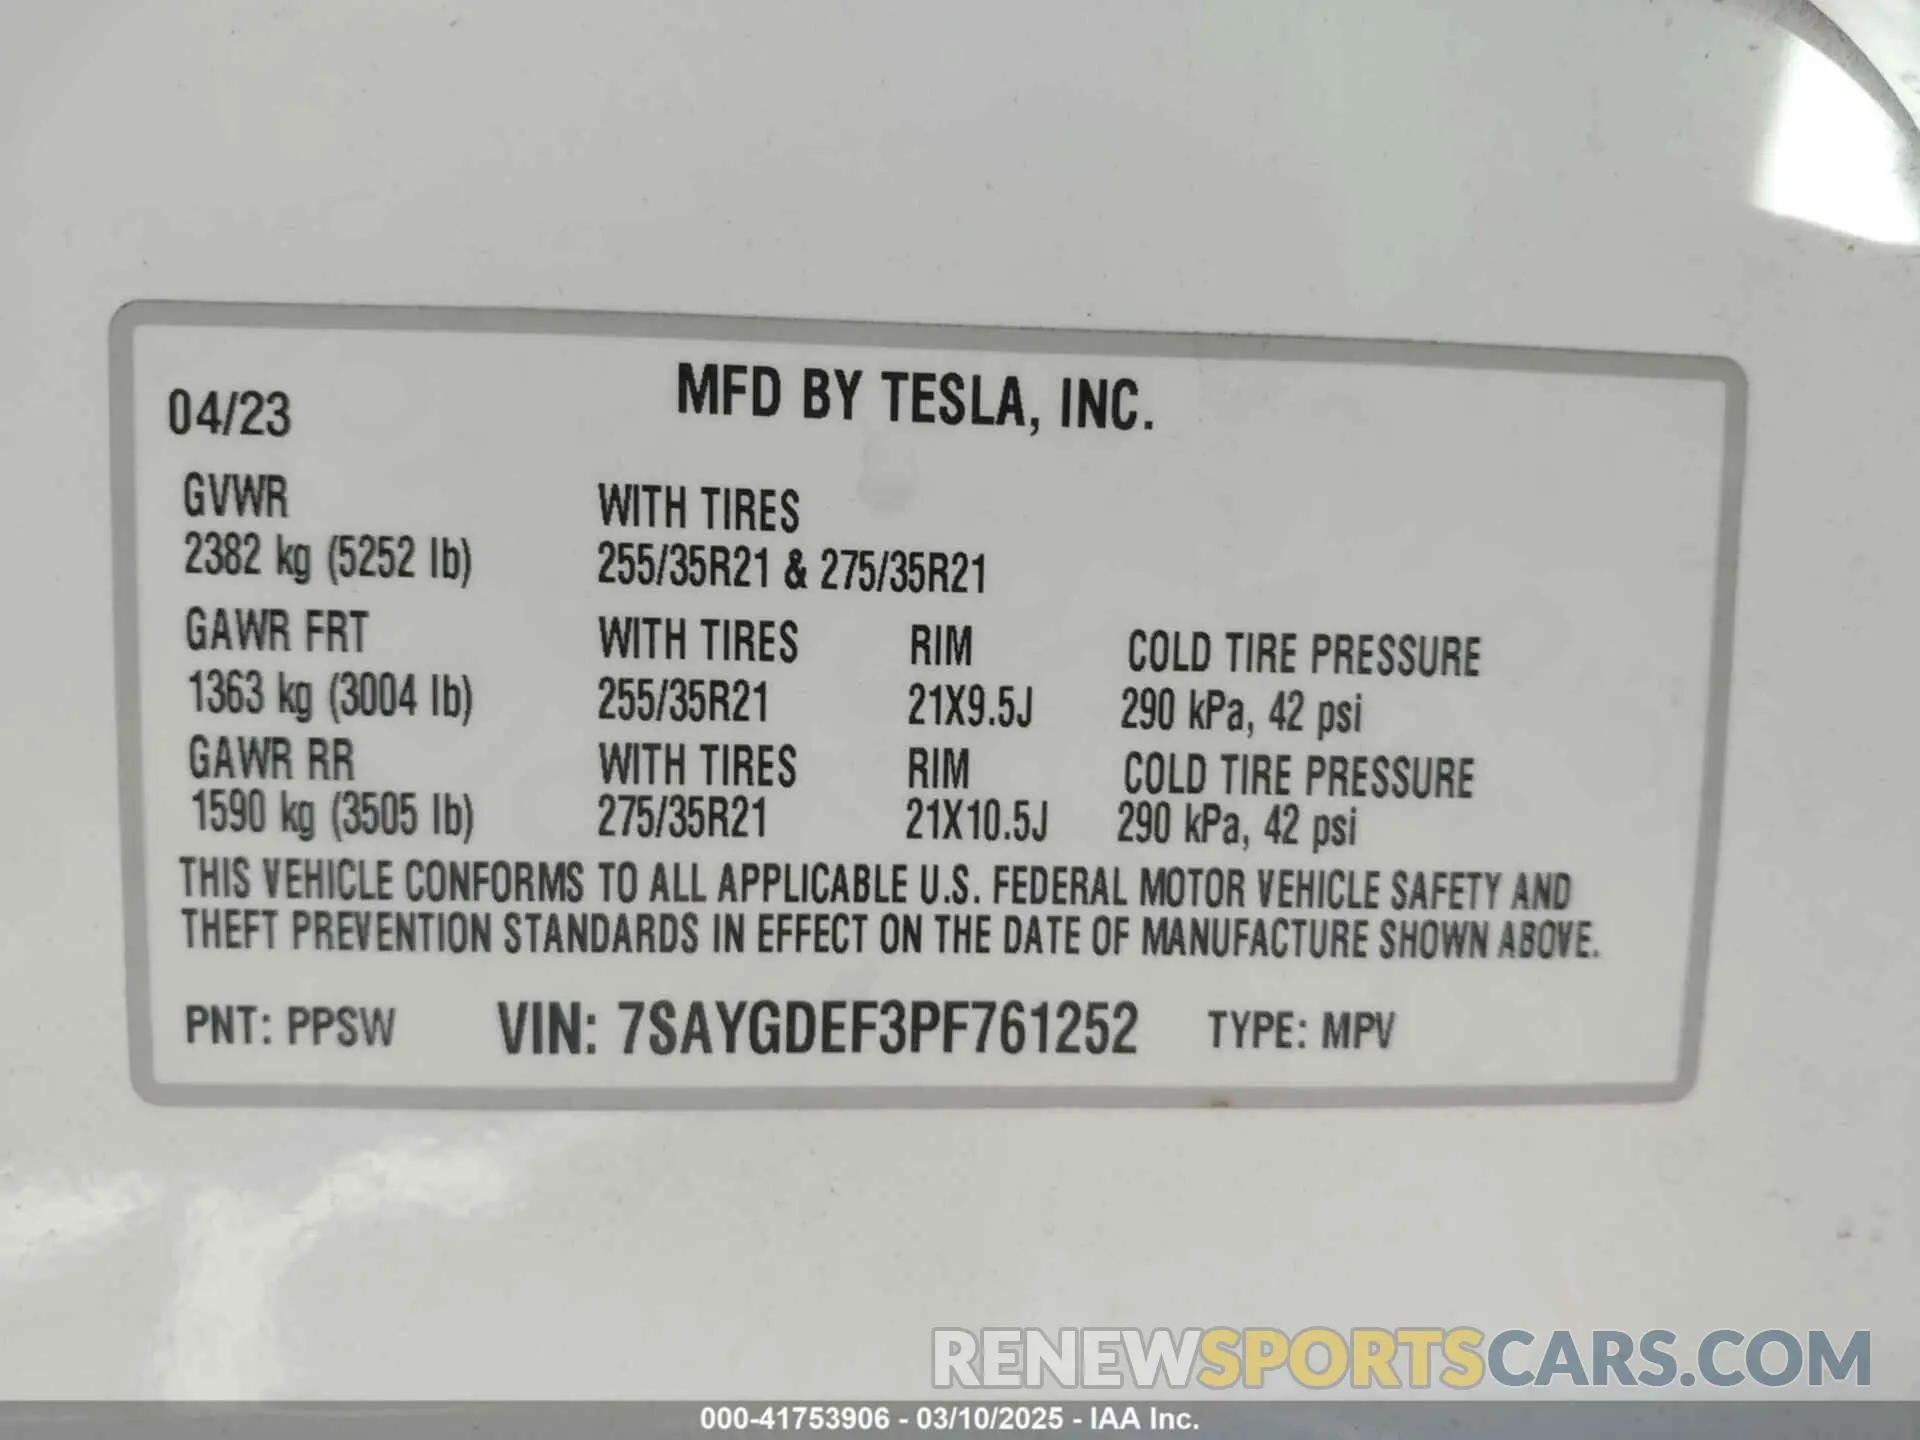 04/23 MFD BY TESLA, INC.
GVWR WITH TIRES
2382 kg (5252 lb) 255/35R21 & 275/35R21
GAWR FRT WITH TIRES RIM COLD TIRE PRESSURE
1363 kg (3004 lb) 255/35R21 21X9.5J 290 kPa, 42 psi
GAWR RR WITH TIRES RIM COLD TIRE PRESSURE
1590 kg (3505 lb) 275/35R21 21X10.5J 290 kPa, 42 psi
THIS VEHICLE CONFORMS TO ALL APPLICABLE U.S. FEDERAL MOTOR VEHICLE SAFETY AND
THEFT PREVENTION STANDARDS IN EFFECT ON THE DATE OF MANUFACTURE SHOWN ABOVE.
PNT: PPSW VIN: 7SAYGDEF3PF761252 TYPE: MPV
RENEWSPORTSCARS.COM
000-41753906 - 03/10/2025 - IAA Inc.